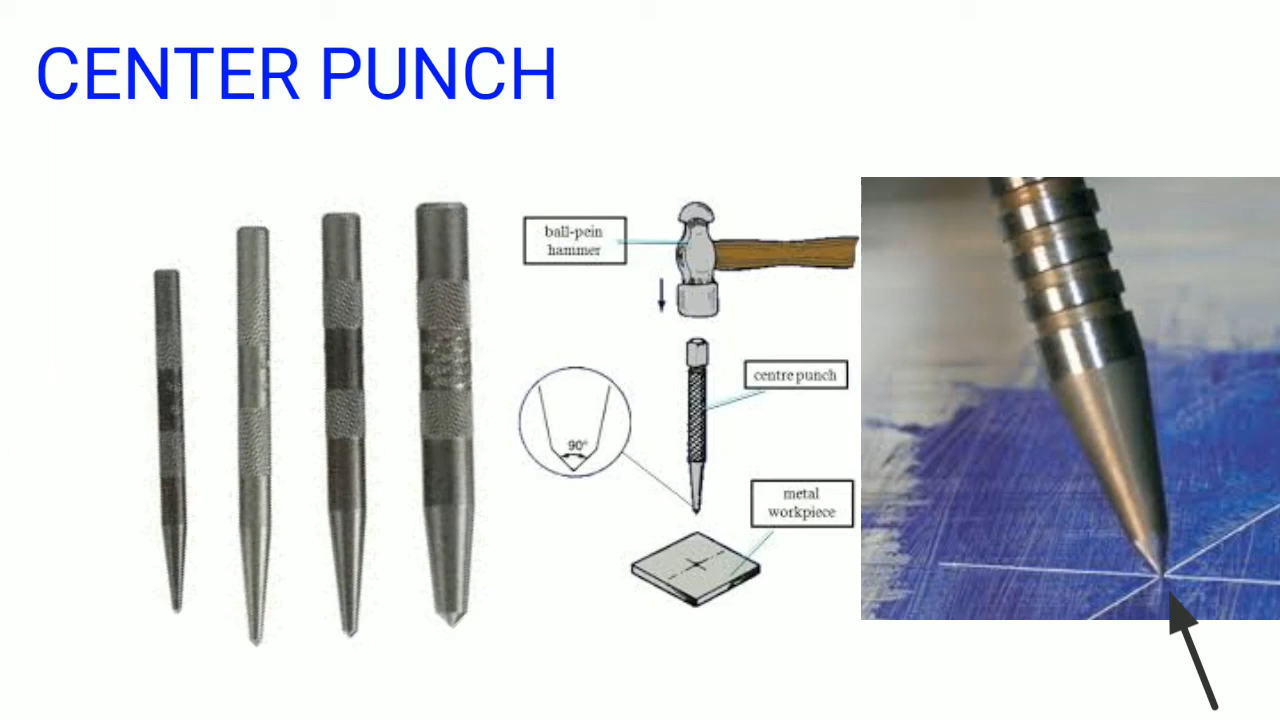 CENTER PUNCH
ball-pein
hammer
centre punch
90°
metal
workpiece